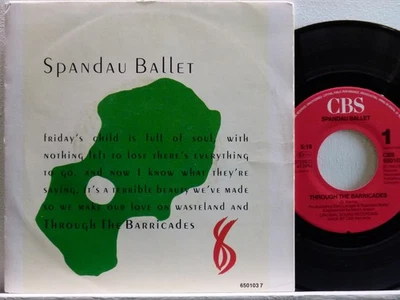 Spandau Ballet
friday's child is full of soul, with
nothing left to lose there's everything
to go, and now I know what they're
saying, it's a terrible beauty we've made
so we make our love on wasteland and
Through the Barricades
650103 7
CBS
SPANDAU BALLET
1
THROUGH THE BARRICADES